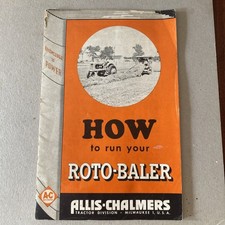 HOW
to run your
ROTO-BALER
A-C
ALLIS-CHALMERS
TRACTOR DIVISION - MILWAUKEE 1, U.S.A.